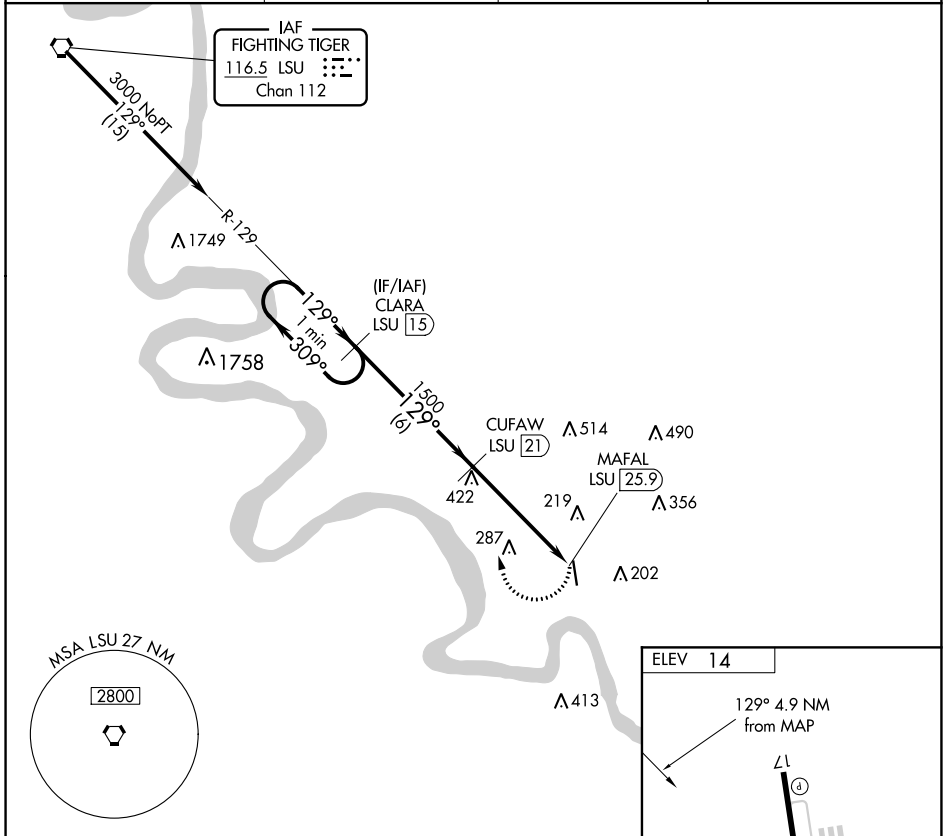 IAF
FIGHTING TIGER
116.5 LSU
Chan 112
3000 NoPT
129°
(15)
R-129
1749
(IF/IAF)
CLARA
LSU 15
129°
1 min
309°
1758
1500
129°
(6)
CUFAW
LSU 21
514
490
MAFAL
LSU 25.9
422
219
356
287
202
MSA LSU 27 NM
2800
413
ELEV 14
129° 4.9 NM
from MAP
17
P